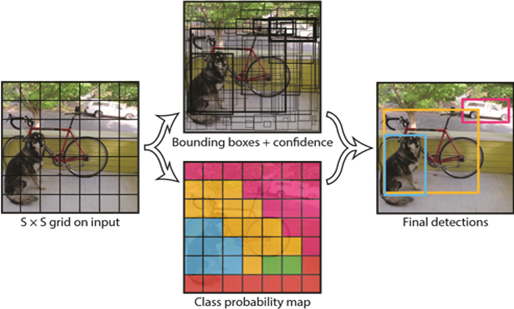 Bounding boxes + confidence
S × S grid on input
Final detections
Class probability map